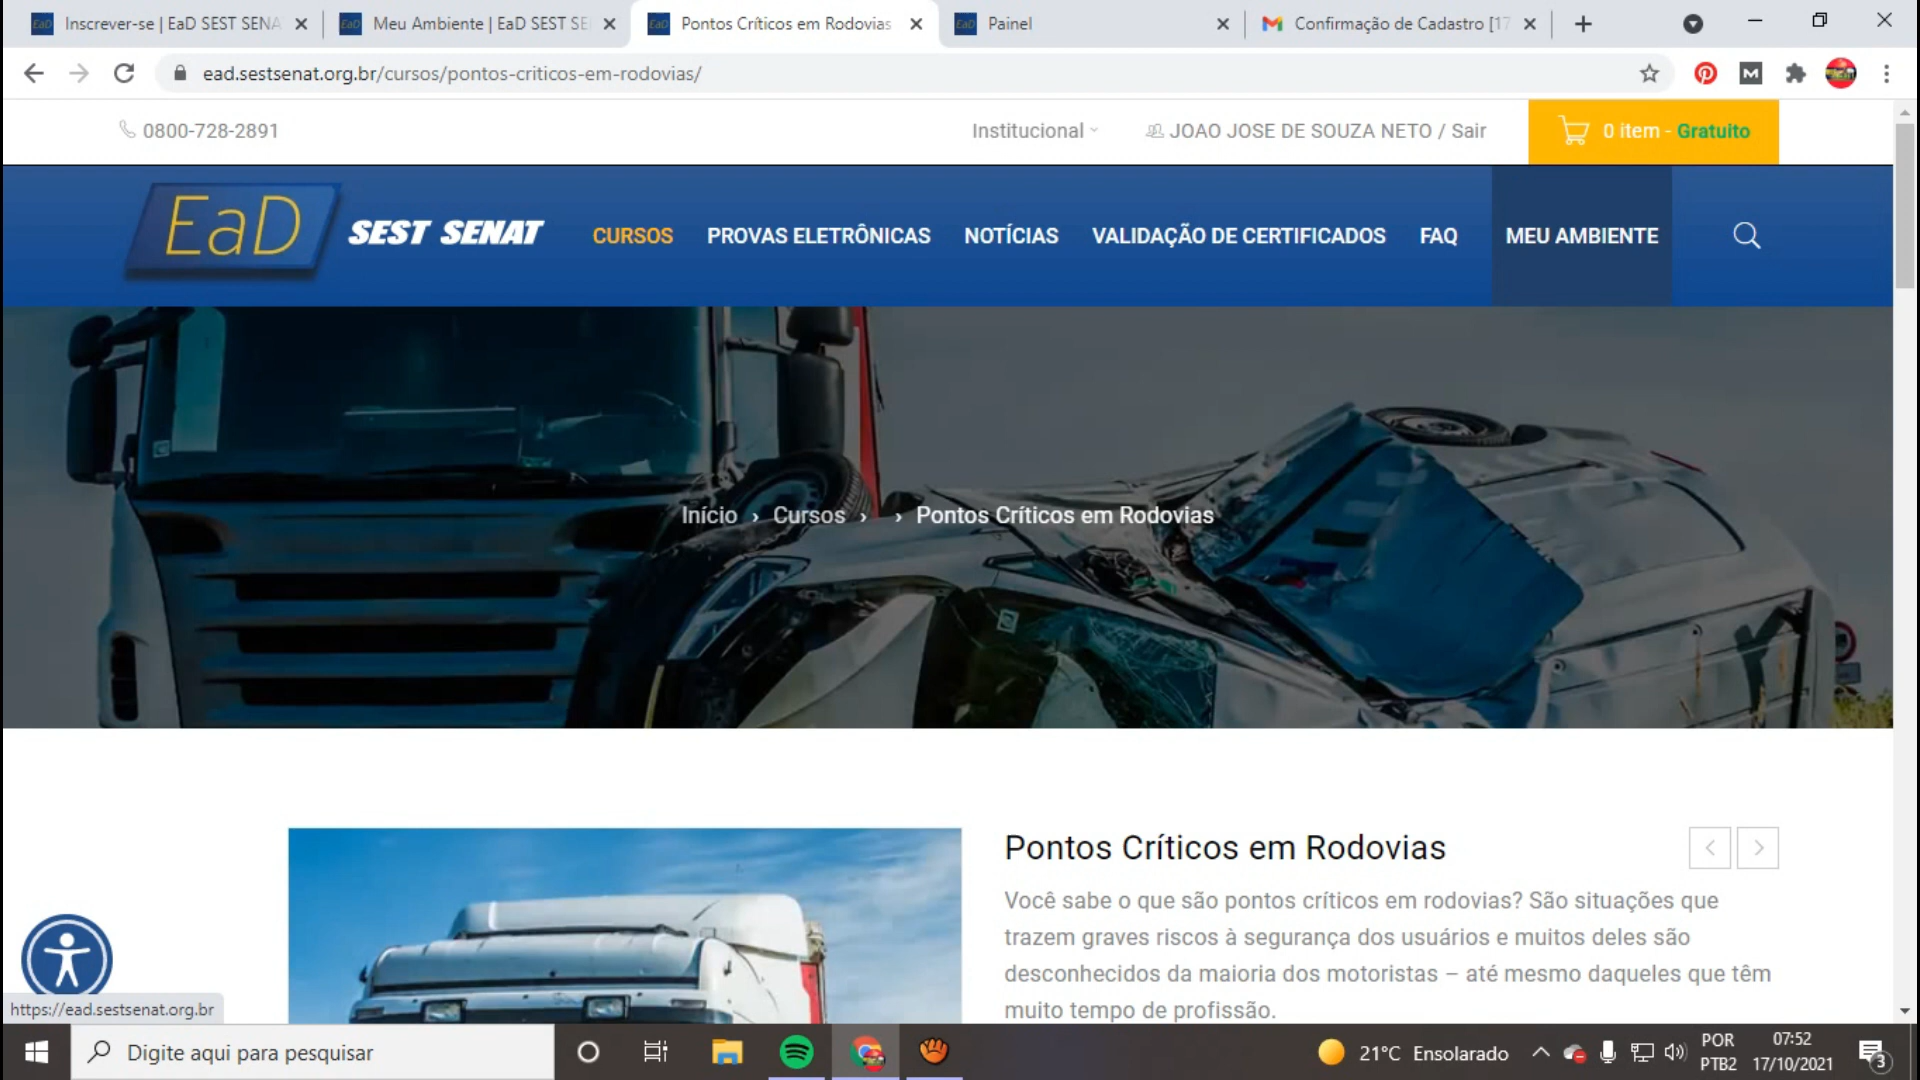 Inscrever-se | EaD SEST SENA
Meu Ambiente | EaD SEST SE
Pontos Críticos em Rodovias
Painel
Confirmação de Cadastro [17
ead.sestsenat.org.br/cursos/pontos-criticos-em-rodovias/
0800-728-2891
Institucional
JOAO JOSE DE SOUZA NETO / Sair
0 item - Gratuito
EaD SEST SENAT
CURSOS
PROVAS ELETRÔNICAS
NOTÍCIAS
VALIDAÇÃO DE CERTIFICADOS
FAQ
MEU AMBIENTE
Início › Cursos › › Pontos Críticos em Rodovias
Pontos Críticos em Rodovias
Você sabe o que são pontos críticos em rodovias? São situações que
trazem graves riscos à segurança dos usuários e muitos deles são
desconhecidos da maioria dos motoristas – até mesmo daqueles que têm
muito tempo de profissão.
https://ead.sestsenat.org.br
Digite aqui para pesquisar
21°C Ensolarado
POR
PTB2
07:52
17/10/2021
3